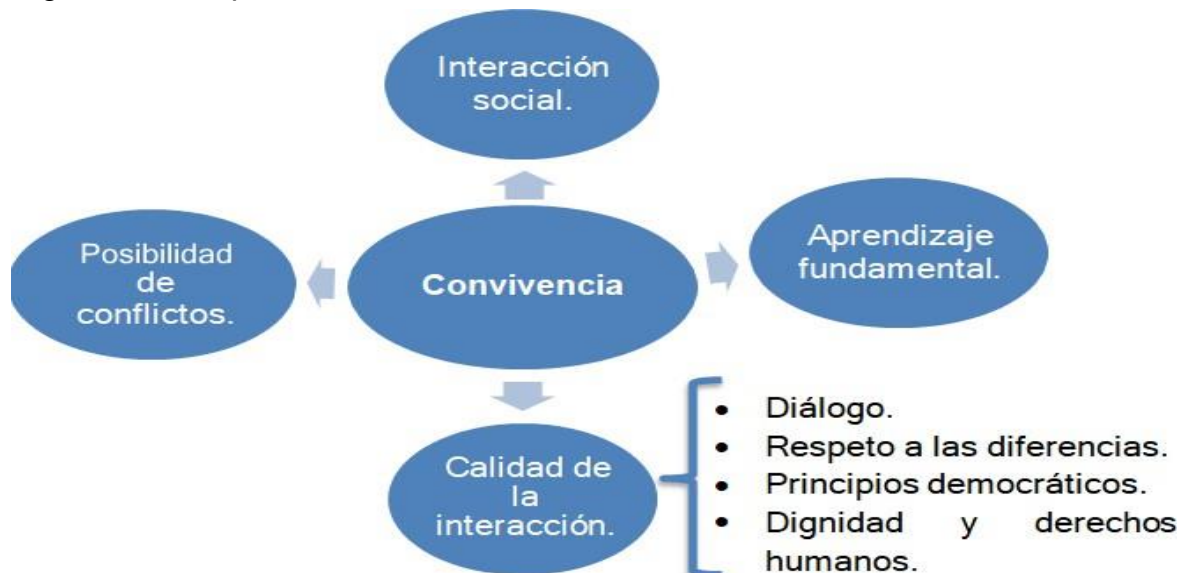 Interacción
social.
Posibilidad
de
conflictos.
Convivencia
Aprendizaje
fundamental.
Calidad de
la
interacción.
• Diálogo.
• Respeto a las diferencias.
• Principios democráticos.
• Dignidad y derechos
humanos.